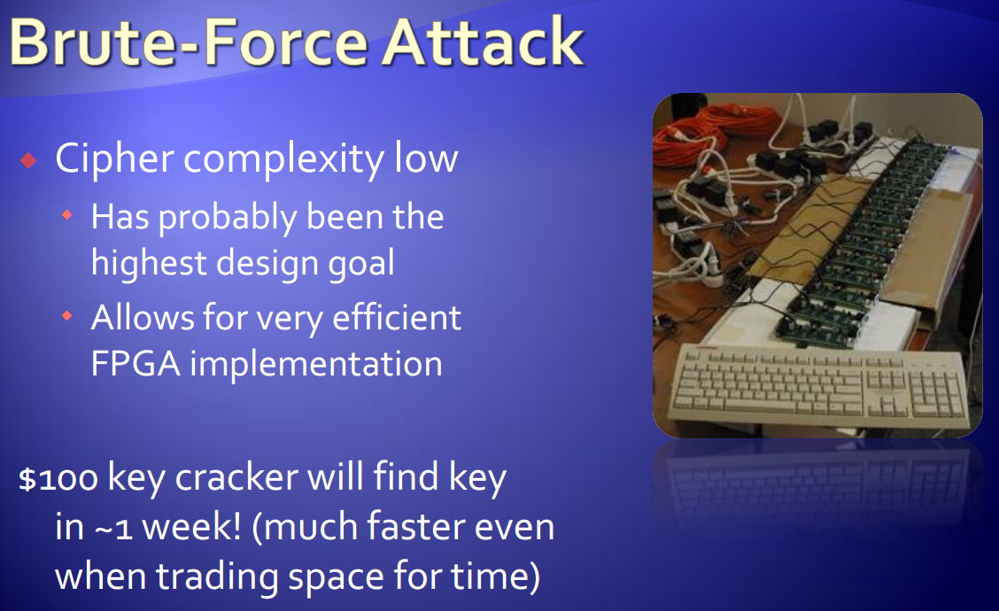 Brute-Force Attack
Cipher complexity low
Has probably been the
highest design goal
Allows for very efficient
FPGA implementation
$100 key cracker will find key
in ~1 week! (much faster even
when trading space for time)